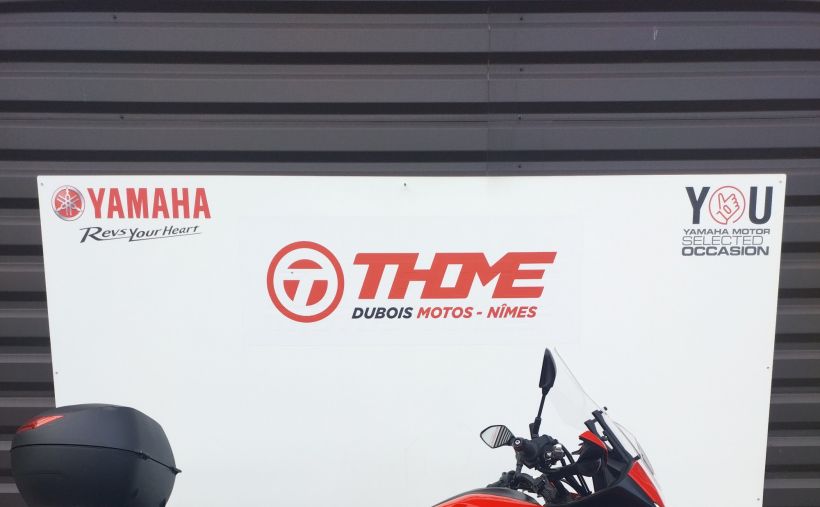 YAMAHA
Revs Your Heart
YOU
YAMAHA MOTOR
SELECTED
OCCASION
THOME
DUBOIS MOTOS - NÎMES